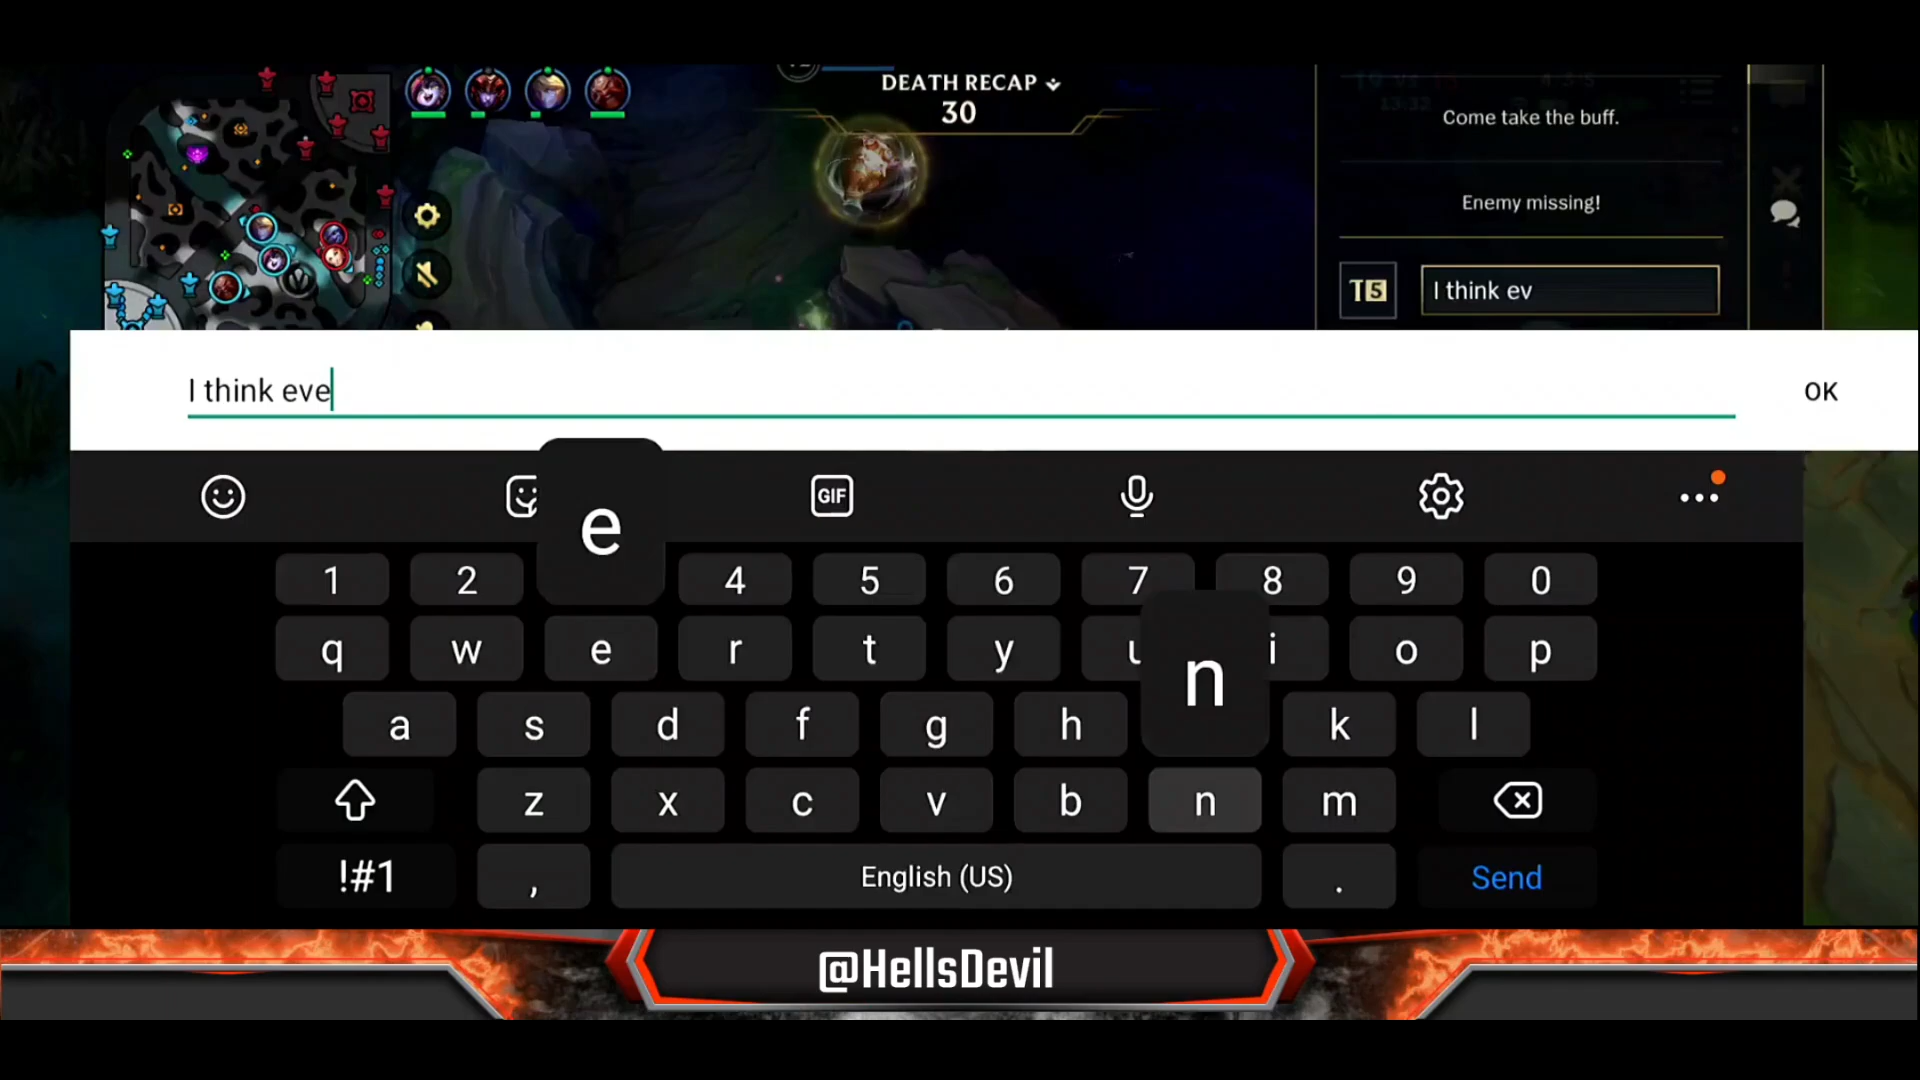 DEATH RECAP
30
Come take the buff.
Enemy missing!
T5
I think ev
I think eve
OK
e
GIF
1 2 4 5 6 7 8 9 0
q w e r t y u i o p
n
a s d f g h k l
z x c v b n m
!#1 , English (US) . Send
@HellsDevil